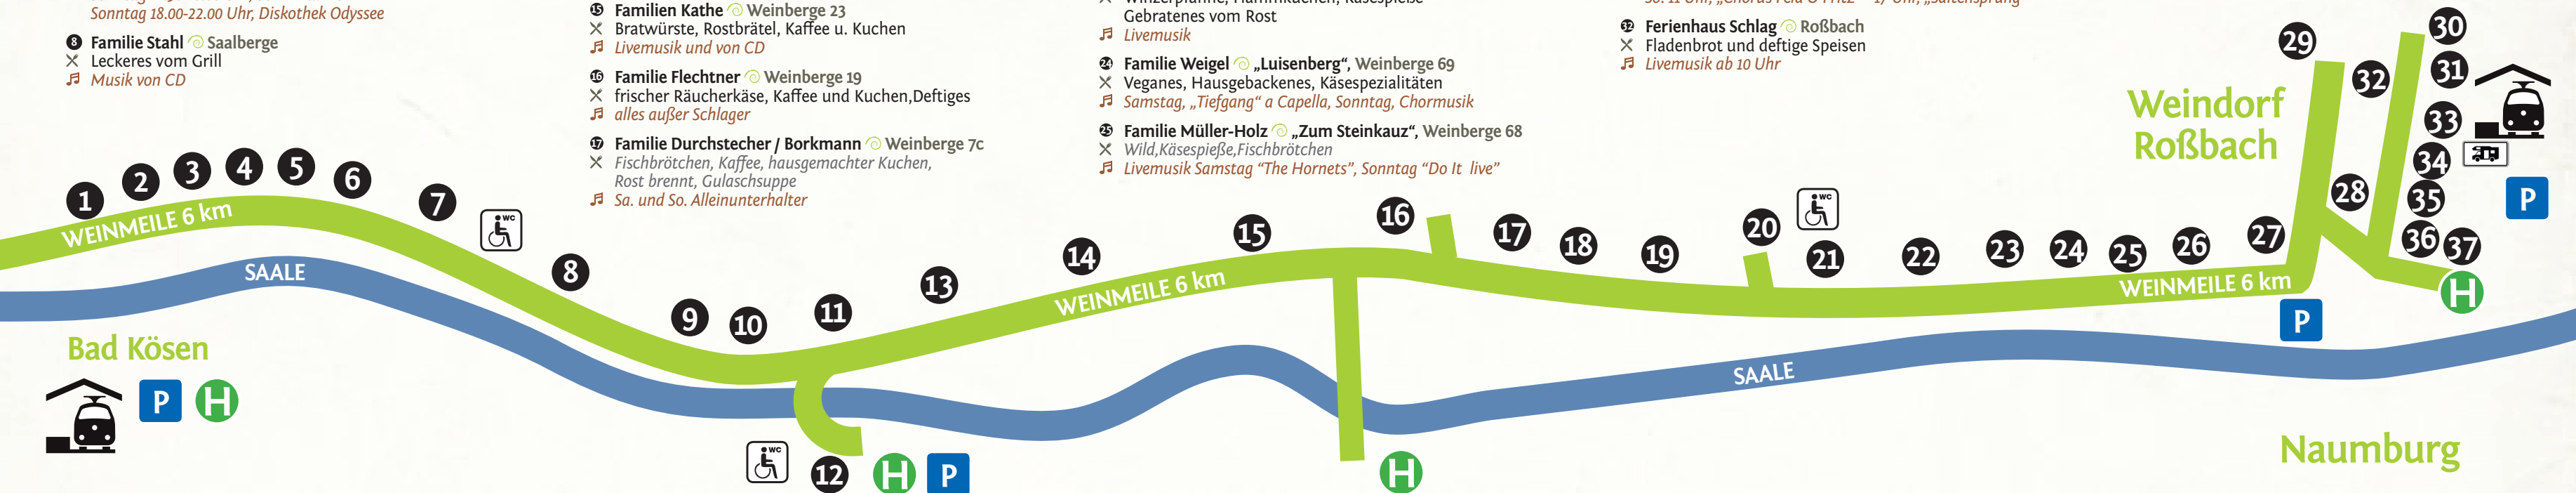 Sonntag 18.00-22.00 Uhr, Diskothek Odyssee
8 Familie Stahl Saalberge
Leckeres vom Grill
Musik von CD
15 Familien Kathe Weinberge 23
Bratwürste, Rostbrätel, Kaffee u. Kuchen
Livemusik und von CD
16 Familie Flechtner Weinberge 19
frischer Räucherkäse, Kaffee und Kuchen,Deftiges
alles außer Schlager
17 Familie Durchstecher / Borkmann Weinberge 7c
Fischbrötchen, Kaffee, hausgemachter Kuchen,
Rost brennt, Gulaschsuppe
Sa. und So. Alleinunterhalter
Gebratenes vom Rost
Livemusik
24 Familie Weigel „Luisenberg“, Weinberge 69
Veganes, Hausgebackenes, Käsespezialitäten
Samstag, „Tiefgang“ a Capella, Sonntag, Chormusik
25 Familie Müller-Holz „Zum Steinkauz“, Weinberge 68
Wild,Käsespieße,Fischbrötchen
Livemusik Samstag “The Hornets”, Sonntag “Do It live”
32 Ferienhaus Schlag Roßbach
Fladenbrot und deftige Speisen
Livemusik ab 10 Uhr
Weindorf
Roßbach
1 2 3 4 5 6 7
WC
8 9 10 11 13 14 15 16 17 18 19 20
WC
21 22 23 24 25 26 27 28 29
30
32 31
33
34
35
36 37
P
WEINMEILE 6 km
WEINMEILE 6 km
WEINMEILE 6 km
H
P
SAALE
SAALE
Bad Kösen
P H
WC
12 H P
H
Naumburg